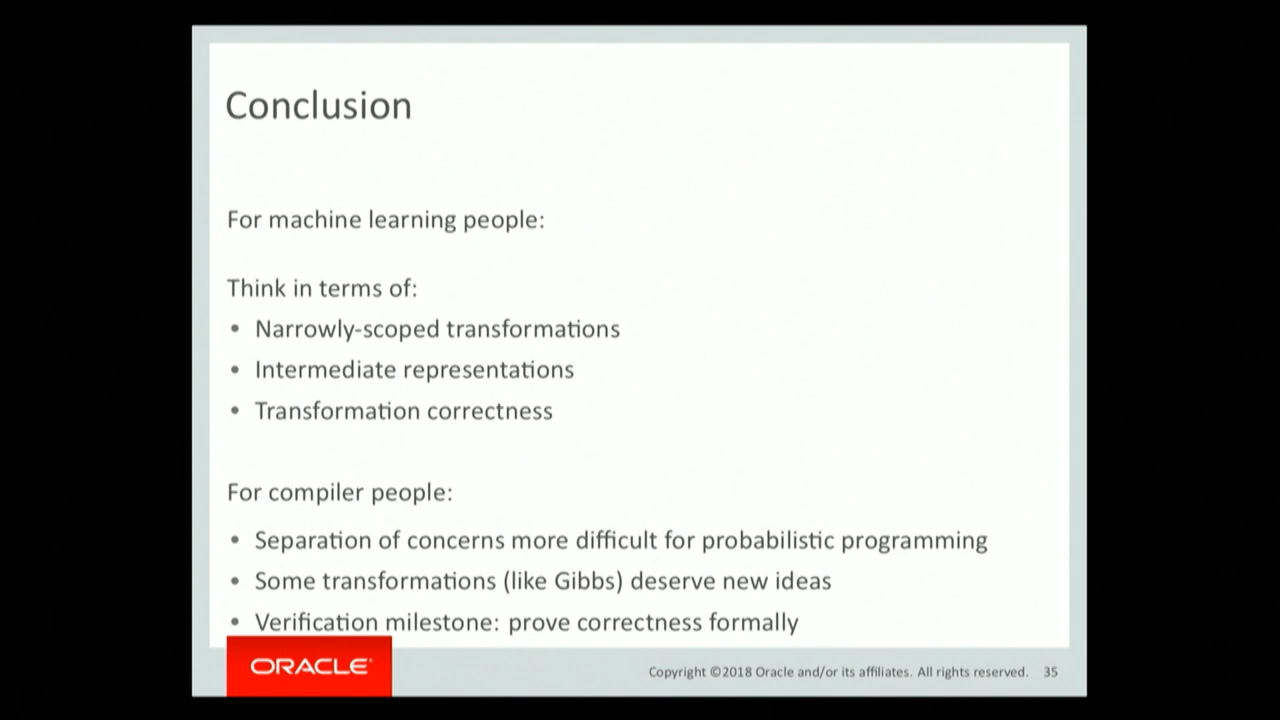 Conclusion
For machine learning people:
Think in terms of:
• Narrowly-scoped transformations
• Intermediate representations
• Transformation correctness
For compiler people:
• Separation of concerns more difficult for probabilistic programming
• Some transformations (like Gibbs) deserve new ideas
• Verification milestone: prove correctness formally
ORACLE
Copyright ©2018 Oracle and/or its affiliates. All rights reserved. 35